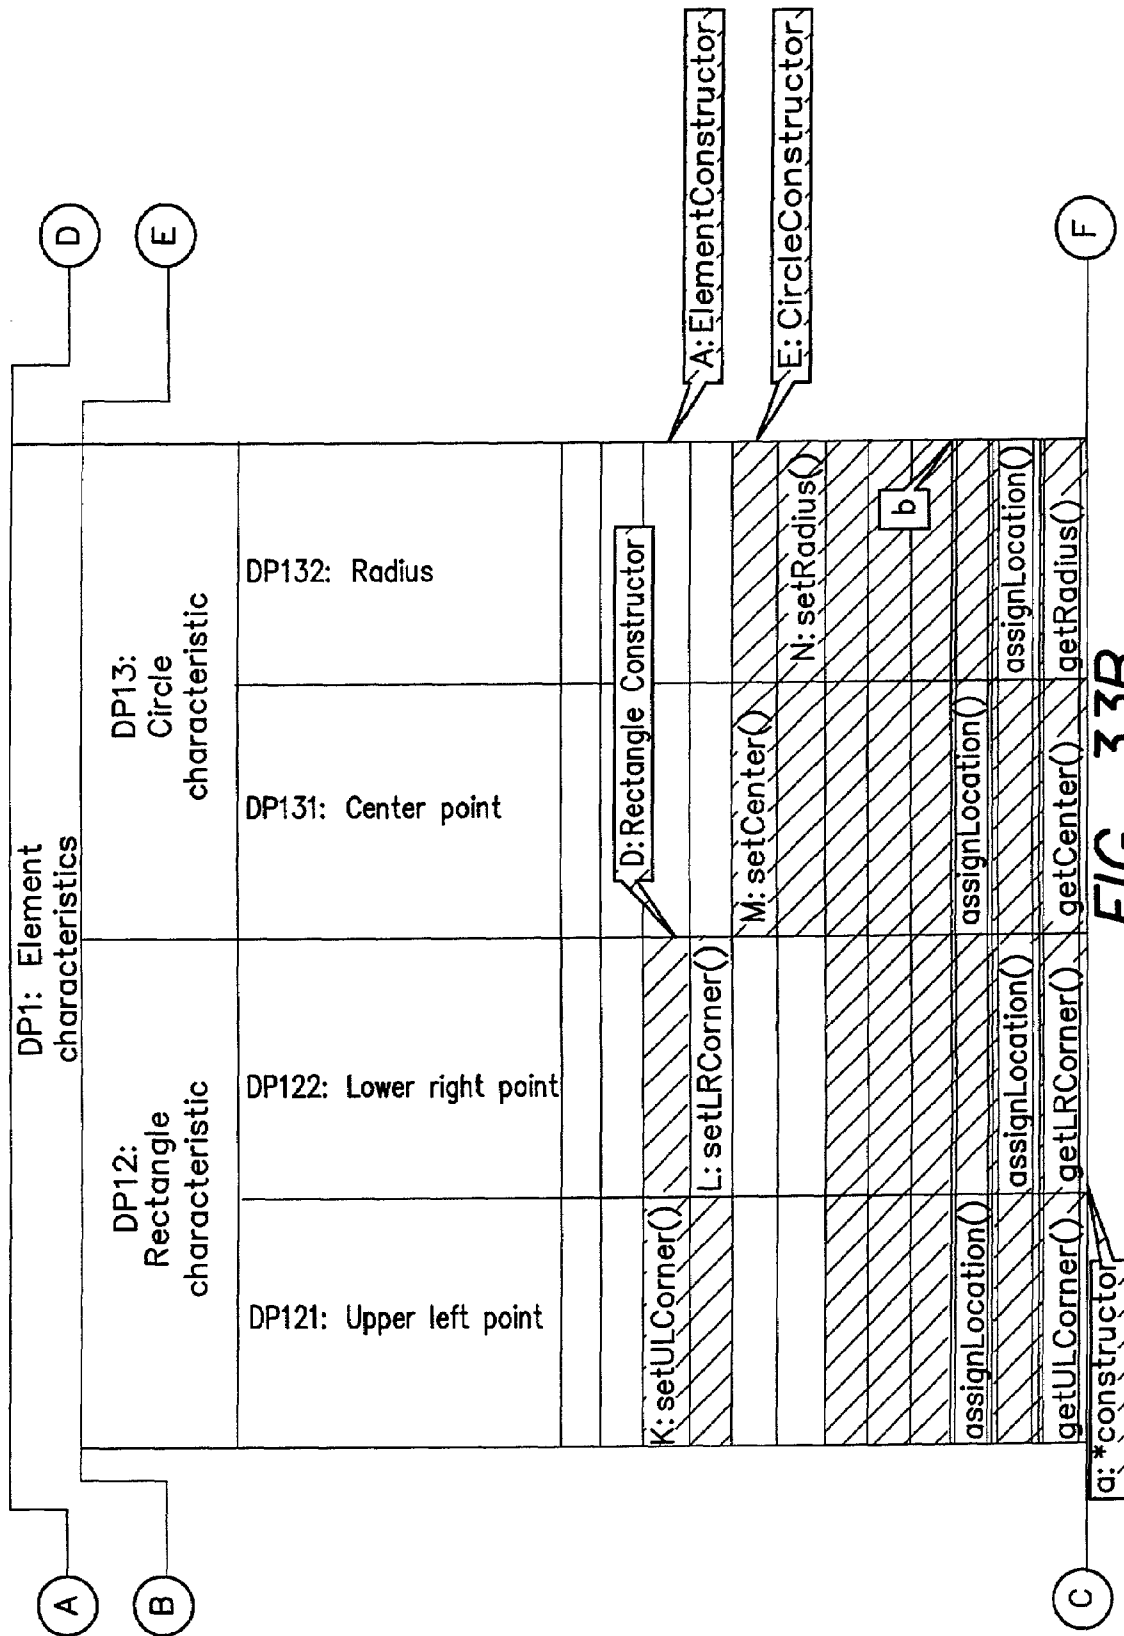 A
B
C
D
E
F
DP1: Element
characteristics
DP12:
Rectangle
characteristic
DP13:
Circle
characteristic
DP121: Upper left point
DP122: Lower right point
DP131: Center point
DP132: Radius
D:Rectangle Constructor
A:ElementConstructor
K:setULCorner()
L: setLRCorner()
M: setCenter()
E: CircleConstructor
N: setRadius()
b
assignLocation()
assignLocation()
assignLocation()
assignLocation()
getULCorner()
getLRCorner()
getCenter()
getRadius()
a:*constructor
FIG. 33B